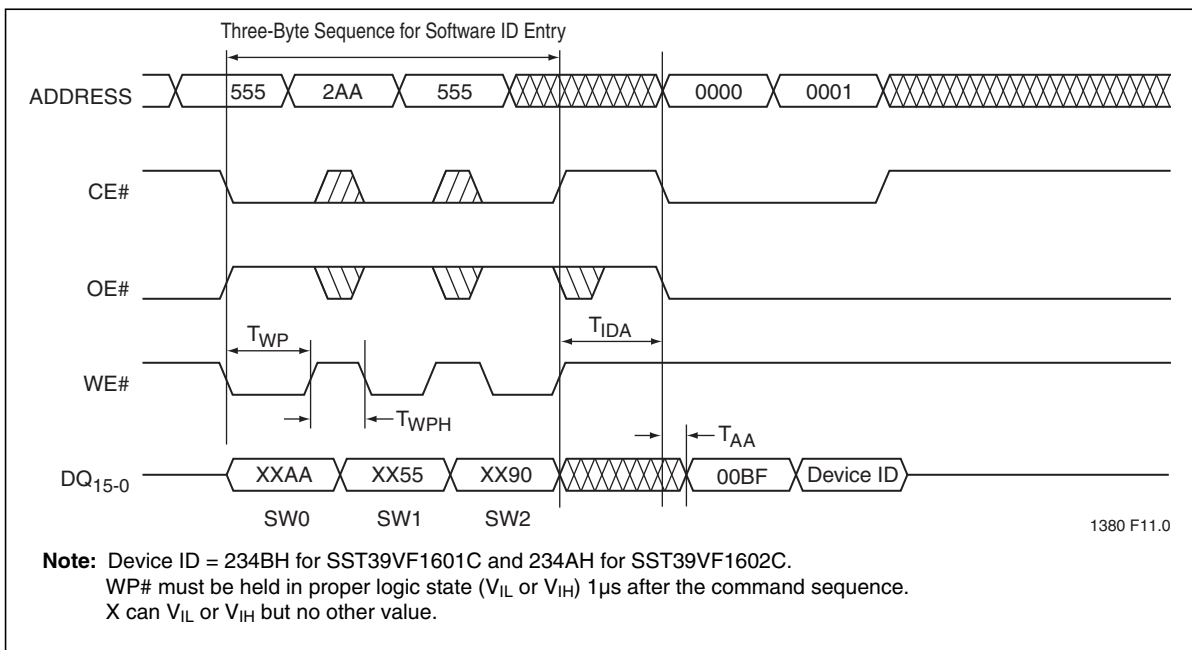 Three-Byte Sequence for Software ID Entry
ADDRESS 555 2AA 555 0000 0001
CE#
OE#
TWP TIDA
WE#
TWPH TAA
DQ15-0 XXAA XX55 XX90 00BF Device ID
SW0 SW1 SW2
1380 F11.0
Note: Device ID = 234BH for SST39VF1601C and 234AH for SST39VF1602C.
WP# must be held in proper logic state (VIL or VIH) 1µs after the command sequence.
X can VIL or VIH but no other value.